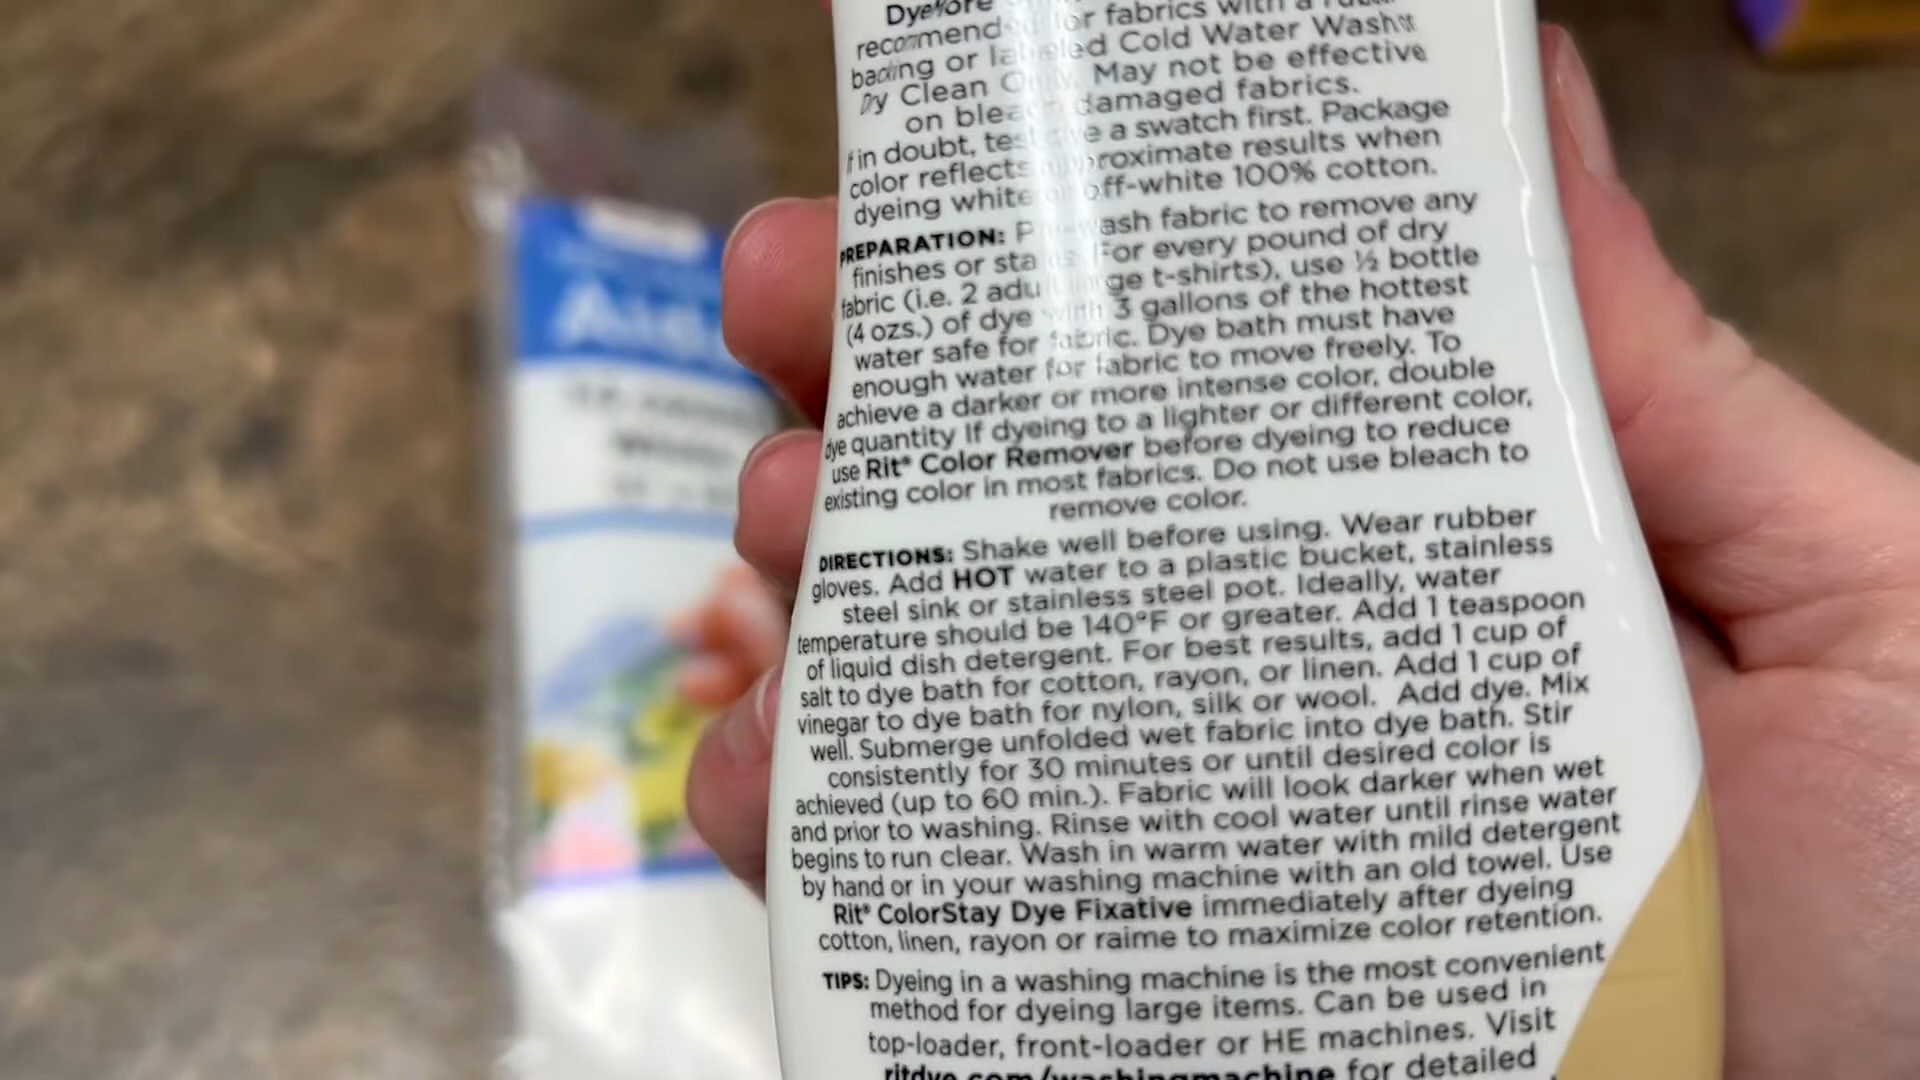 DyeMore
recommended for fabrics with a
backing or labeled Cold Water Wash or
Dry Clean Only. May not be effective
on bleach damaged fabrics.
If in doubt, test dye a swatch first. Package
color reflects approximate results when
dyeing white or off-white 100% cotton.
PREPARATION: Pre-wash fabric to remove any
finishes or stains. For every pound of dry
fabric (i.e. 2 adult large t-shirts), use ½ bottle
(4 ozs.) of dye with 3 gallons of the hottest
water safe for fabric. Dye bath must have
enough water for fabric to move freely. To
achieve a darker or more intense color, double
dye quantity If dyeing to a lighter or different color,
use Rit® Color Remover before dyeing to reduce
existing color in most fabrics. Do not use bleach to
remove color.
DIRECTIONS: Shake well before using. Wear rubber
gloves. Add HOT water to a plastic bucket, stainless
steel sink or stainless steel pot. Ideally, water
temperature should be 140°F or greater. Add 1 teaspoon
of liquid dish detergent. For best results, add 1 cup of
salt to dye bath for cotton, rayon, or linen. Add 1 cup of
vinegar to dye bath for nylon, silk or wool. Add dye. Mix
well. Submerge unfolded wet fabric into dye bath. Stir
consistently for 30 minutes or until desired color is
achieved (up to 60 min.). Fabric will look darker when wet
and prior to washing. Rinse with cool water until rinse water
begins to run clear. Wash in warm water with mild detergent
by hand or in your washing machine with an old towel. Use
Rit® ColorStay Dye Fixative immediately after dyeing
cotton, linen, rayon or raime to maximize color retention.
TIPS: Dyeing in a washing machine is the most convenient
method for dyeing large items. Can be used in
top-loader, front-loader or HE machines. Visit
ritdye.com/washingmachine for detailed